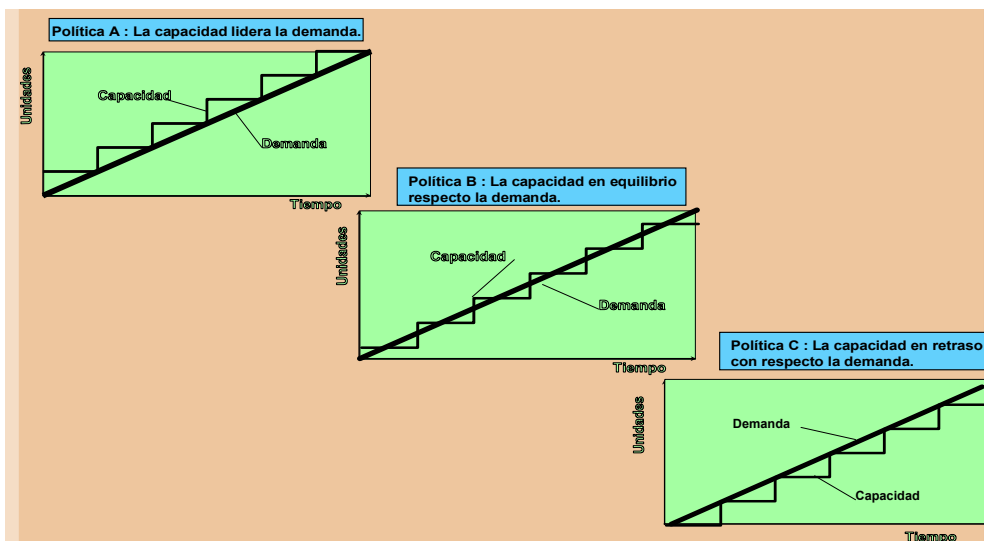 Política A : La capacidad lidera la demanda.
Unidades
Capacidad
Demanda
Tiempo
Política B : La capacidad en equilibrio
respecto la demanda.
Unidades
Capacidad
Demanda
Tiempo
Política C : La capacidad en retraso
con respecto la demanda.
Unidades
Demanda
Capacidad
Tiempo